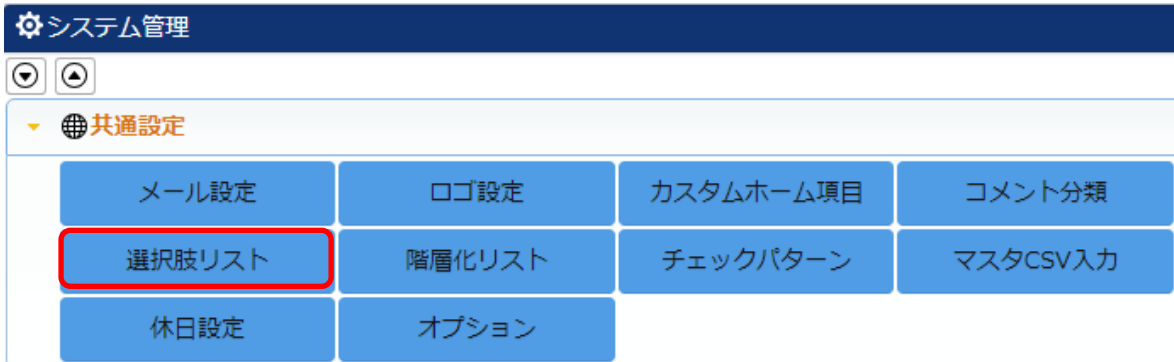 システム管理
共通設定
メール設定 ロゴ設定 カスタムホーム項目 コメント分類
選択肢リスト 階層化リスト チェックパターン マスタCSV入力
休日設定 オプション